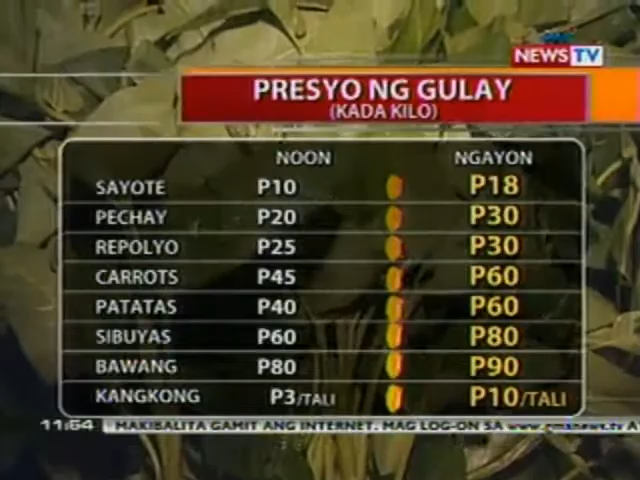 NEWSTV
PRESYO NG GULAY
(KADA KILO)
NOON NGAYON
SAYOTE P10 P18
PECHAY P20 P30
REPOLYO P25 P30
CARROTS P45 P60
PATATAS P40 P60
SIBUYAS P60 P80
BAWANG P80 P90
KANGKONG P3/TALI P10/TALI
11:54 MAKIBALITA GAMIT ANG INTERNET. MAG LOG-ON SA